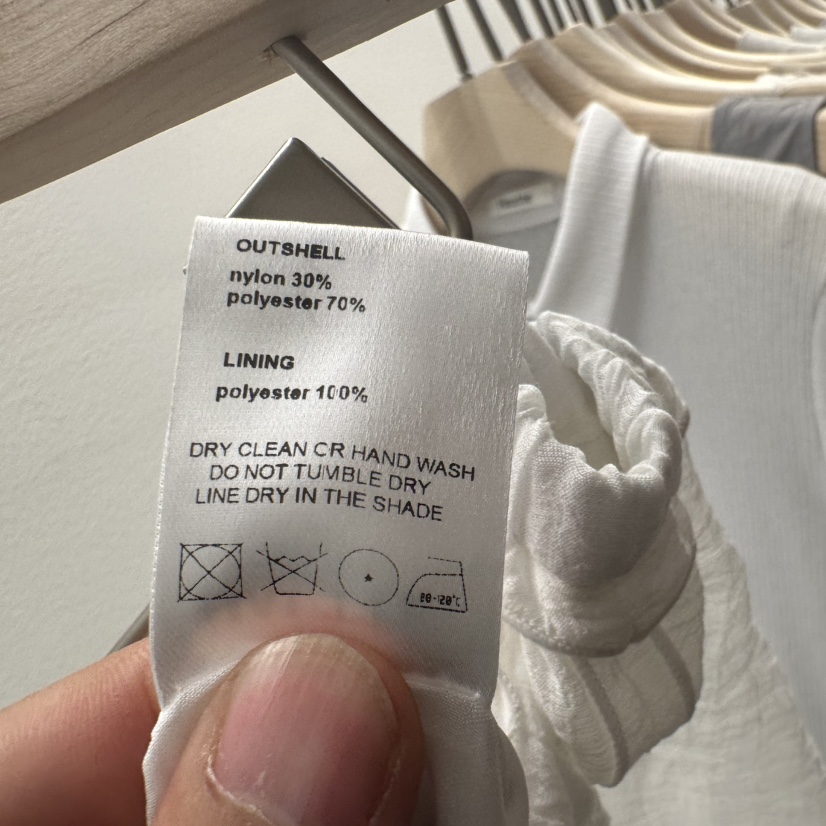 OUTSHELL
nylon 30%
polyester 70%
LINING
polyester 100%
DRY CLEAN OR HAND WASH
DO NOT TUMBLE DRY
LINE DRY IN THE SHADE
80-120°C